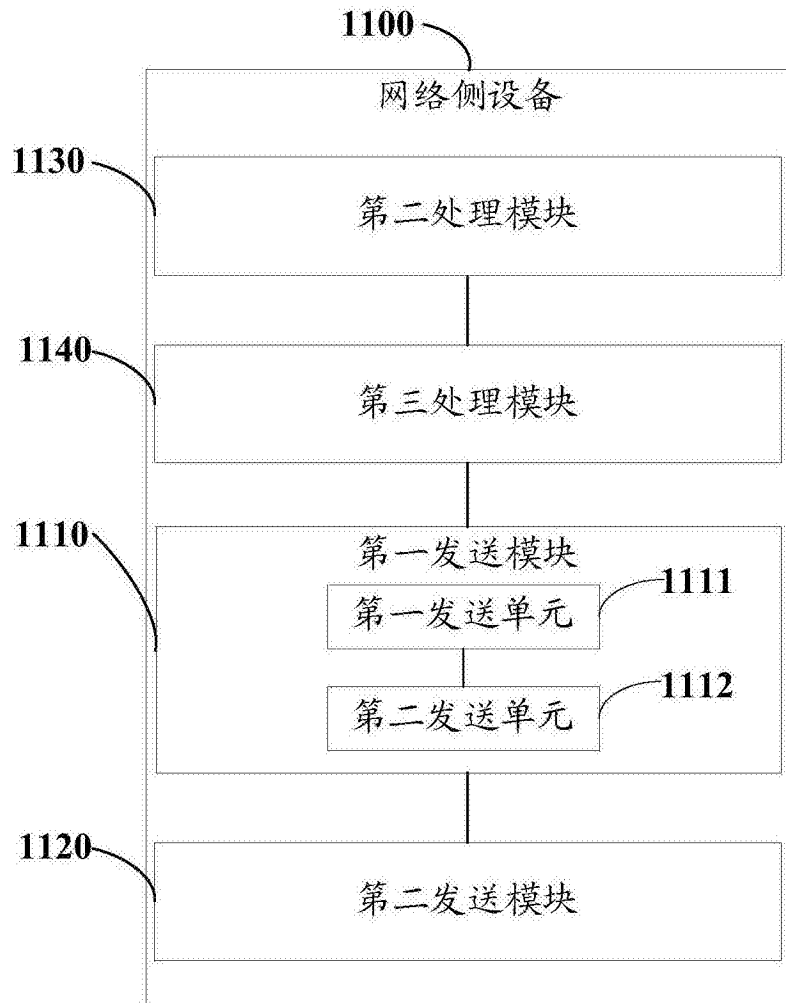 1100
网络侧设备
1130
第二处理模块
1140
第三处理模块
1110
第一发送模块
1111
第一发送单元
1112
第二发送单元
1120
第二发送模块